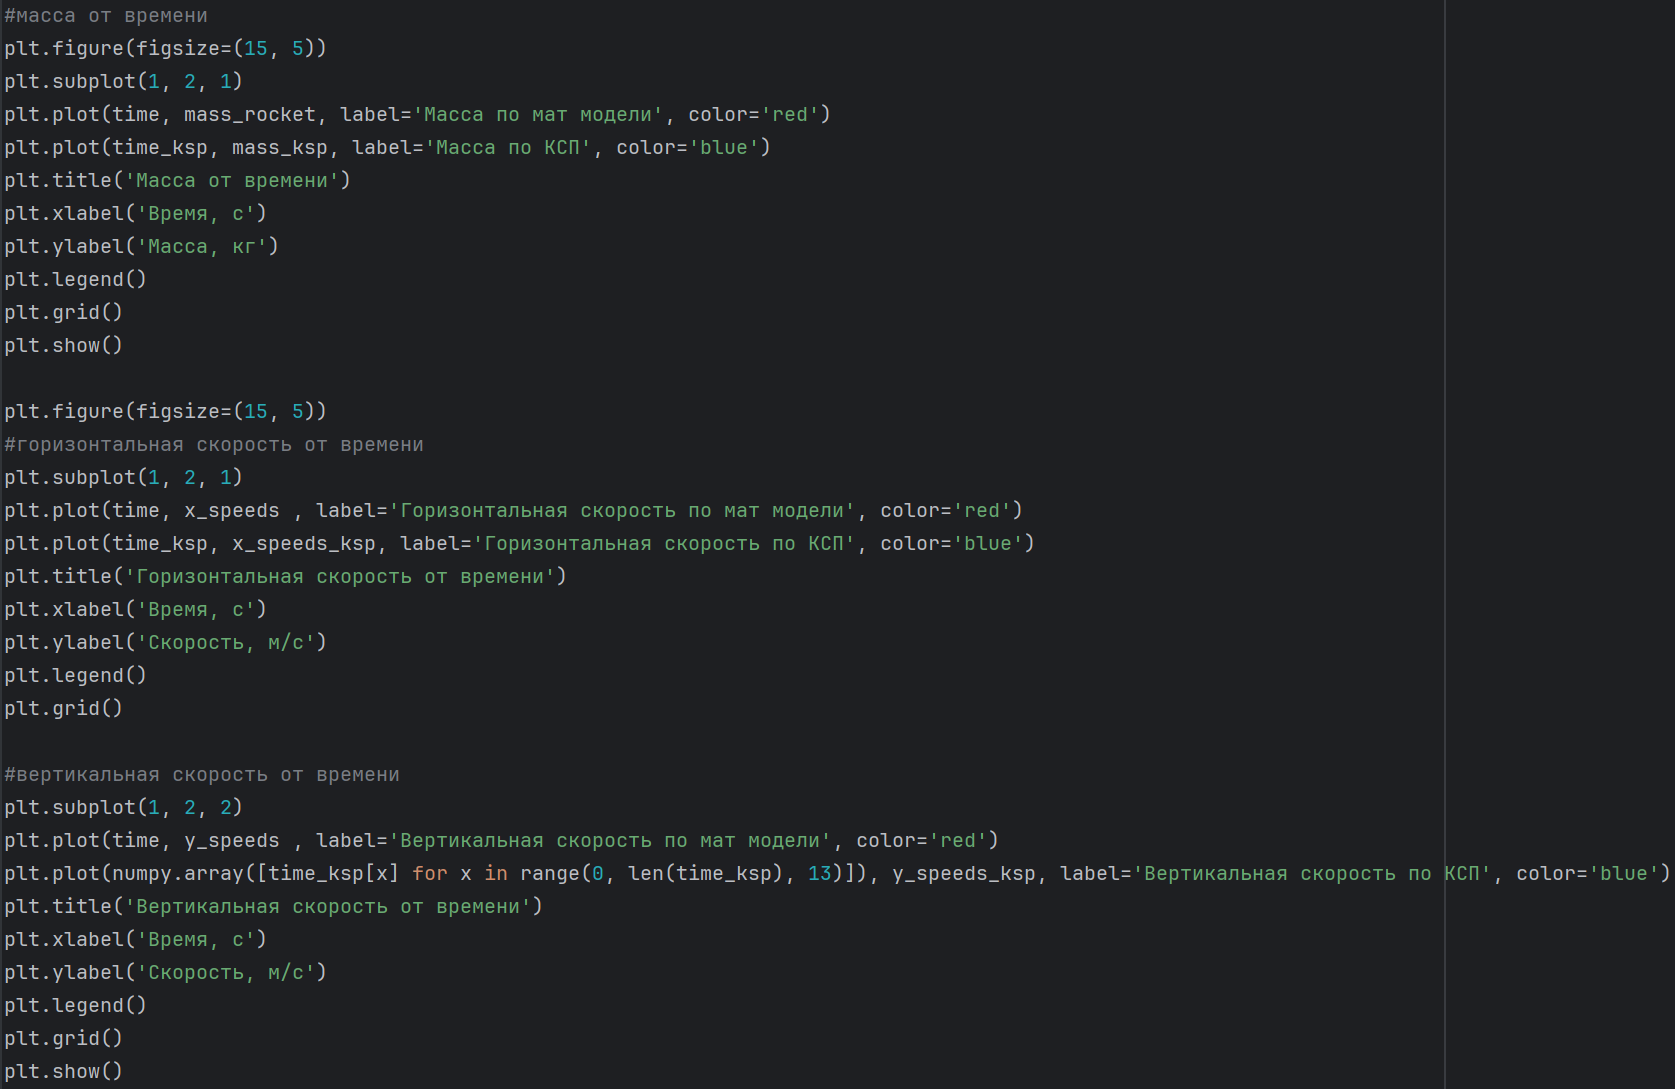 #масса от времени
plt.figure(figsize=(15, 5))
plt.subplot(1, 2, 1)
plt.plot(time, mass_rocket, label='Масса по мат модели', color='red')
plt.plot(time_ksp, mass_ksp, label='Масса по КСП', color='blue')
plt.title('Масса от времени')
plt.xlabel('Время, с')
plt.ylabel('Масса, кг')
plt.legend()
plt.grid()
plt.show()
plt.figure(figsize=(15, 5))
#горизонтальная скорость от времени
plt.subplot(1, 2, 1)
plt.plot(time, x_speeds , label='Горизонтальная скорость по мат модели', color='red')
plt.plot(time_ksp, x_speeds_ksp, label='Горизонтальная скорость по КСП', color='blue')
plt.title('Горизонтальная скорость от времени')
plt.xlabel('Время, с')
plt.ylabel('Скорость, м/с')
plt.legend()
plt.grid()
#вертикальная скорость от времени
plt.subplot(1, 2, 2)
plt.plot(time, y_speeds , label='Вертикальная скорость по мат модели', color='red')
plt.plot(numpy.array([time_ksp[x] for x in range(0, len(time_ksp), 13)]), y_speeds_ksp, label='Вертикальная скорость по КСП', color='blue')
plt.title('Вертикальная скорость от времени')
plt.xlabel('Время, с')
plt.ylabel('Скорость, м/с')
plt.legend()
plt.grid()
plt.show()